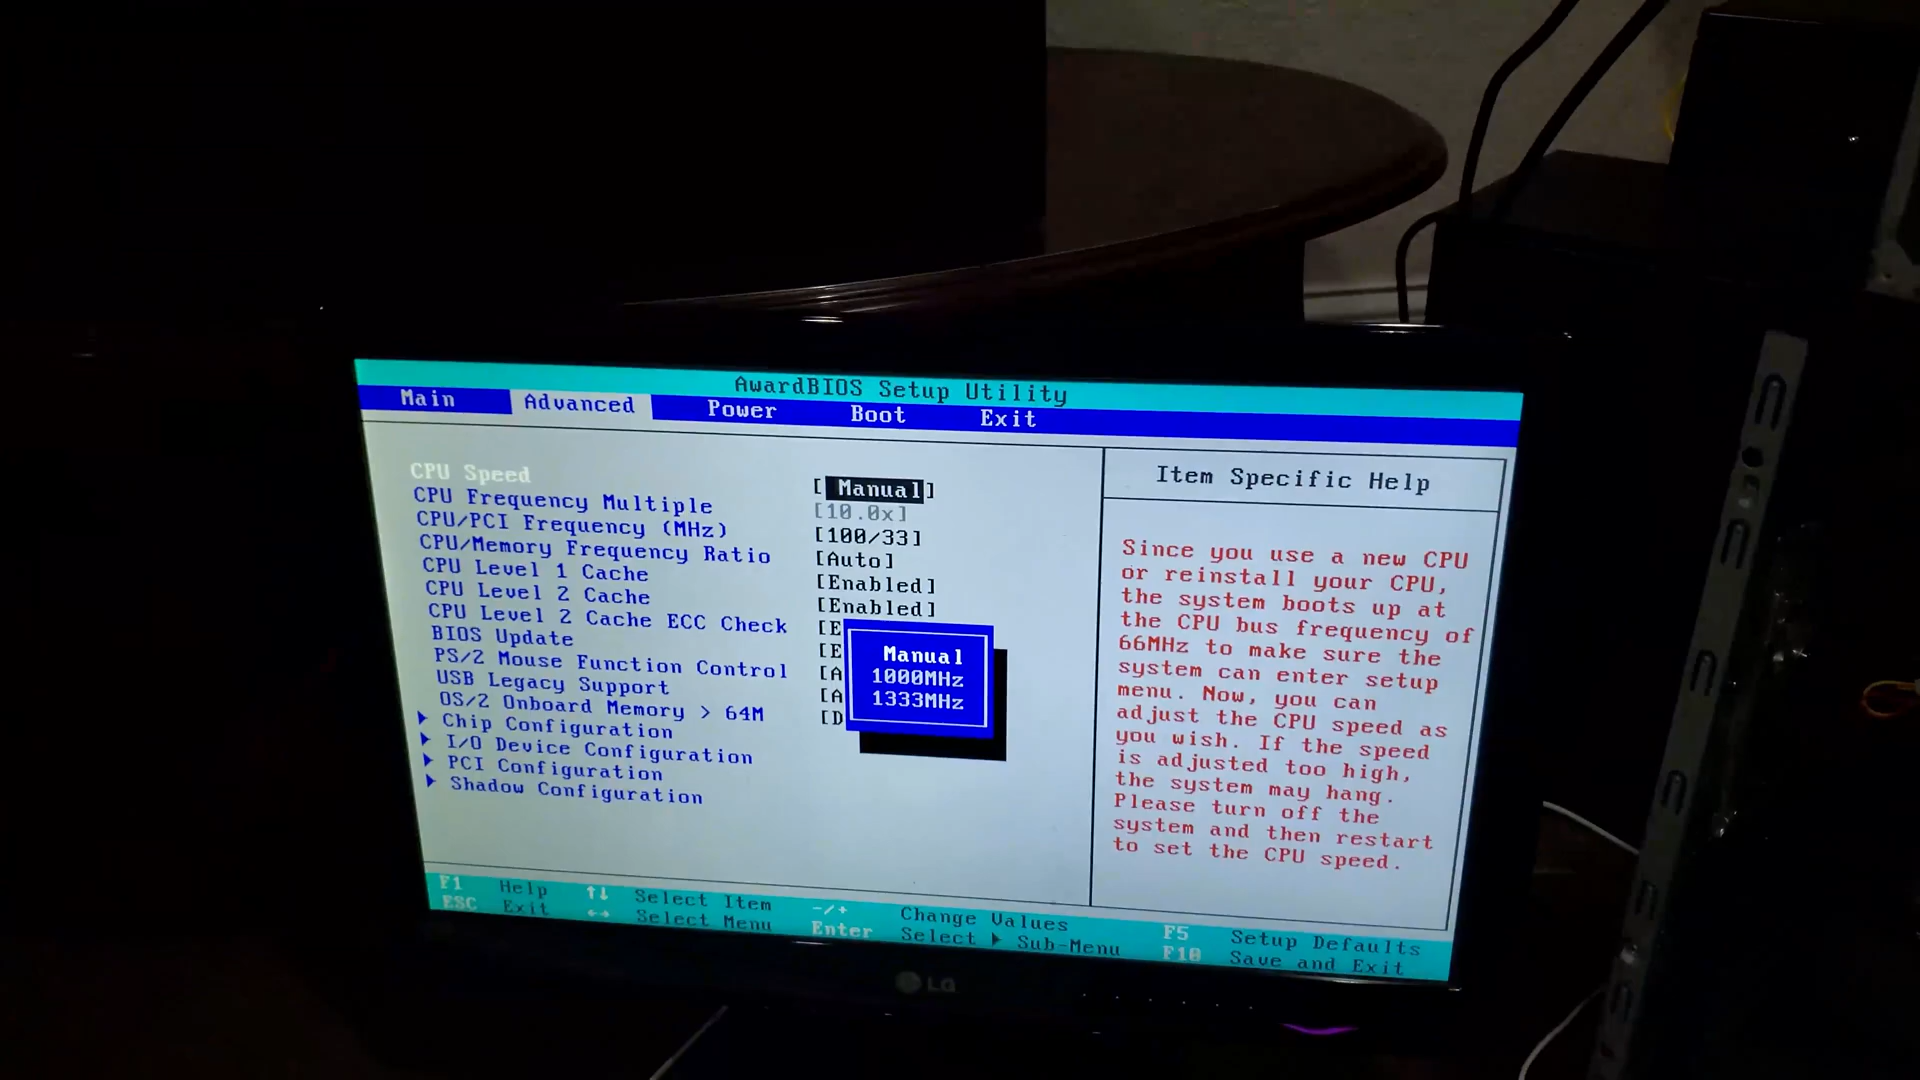 AwardBIOS Setup Utility
Main Advanced Power Boot Exit
CPU Speed [ Manual]
CPU Frequency Multiple [10.0x]
CPU/PCI Frequency (MHz) [100/33]
CPU/Memory Frequency Ratio [Auto]
CPU Level 1 Cache [Enabled]
CPU Level 2 Cache [Enabled]
CPU Level 2 Cache ECC Check [E
BIOS Update [E
PS/2 Mouse Function Control [A
USB Legacy Support [A
OS/2 Onboard Memory > 64M [D
Chip Configuration
I/O Device Configuration
PCI Configuration
Shadow Configuration
Manual
1000MHz
1333MHz
Item Specific Help
Since you use a new CPU
or reinstall your CPU,
the system boots up at
the CPU bus frequency of
66MHz to make sure the
system can enter setup
menu. Now, you can
adjust the CPU speed as
you wish. If the speed
is adjusted too high,
the system may hang.
Please turn off the
system and then restart
to set the CPU speed.
F1 Help ↑↓ Select Item -/+ Change Values F5 Setup Defaults
ESC Exit ←→ Select Menu Enter Select ▶ Sub-Menu F10 Save and Exit
LG